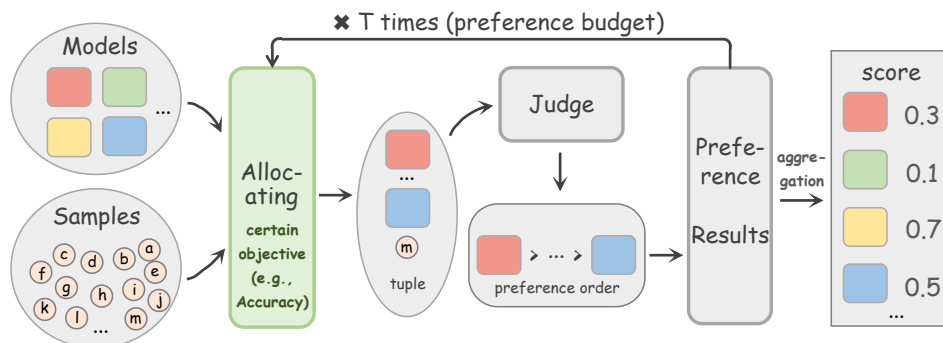 ✖ T times (preference budget)
Models
...
Samples
a
c
b
d
f
e
g
h
i
j
k
l
m
...
Alloc-
ating
certain
objective
(e.g.,
Accuracy)
...
m
tuple
Judge
> ... >
preference order
Prefe-
rence
Results
aggre-
gation
score
0.3
0.1
0.7
0.5
...